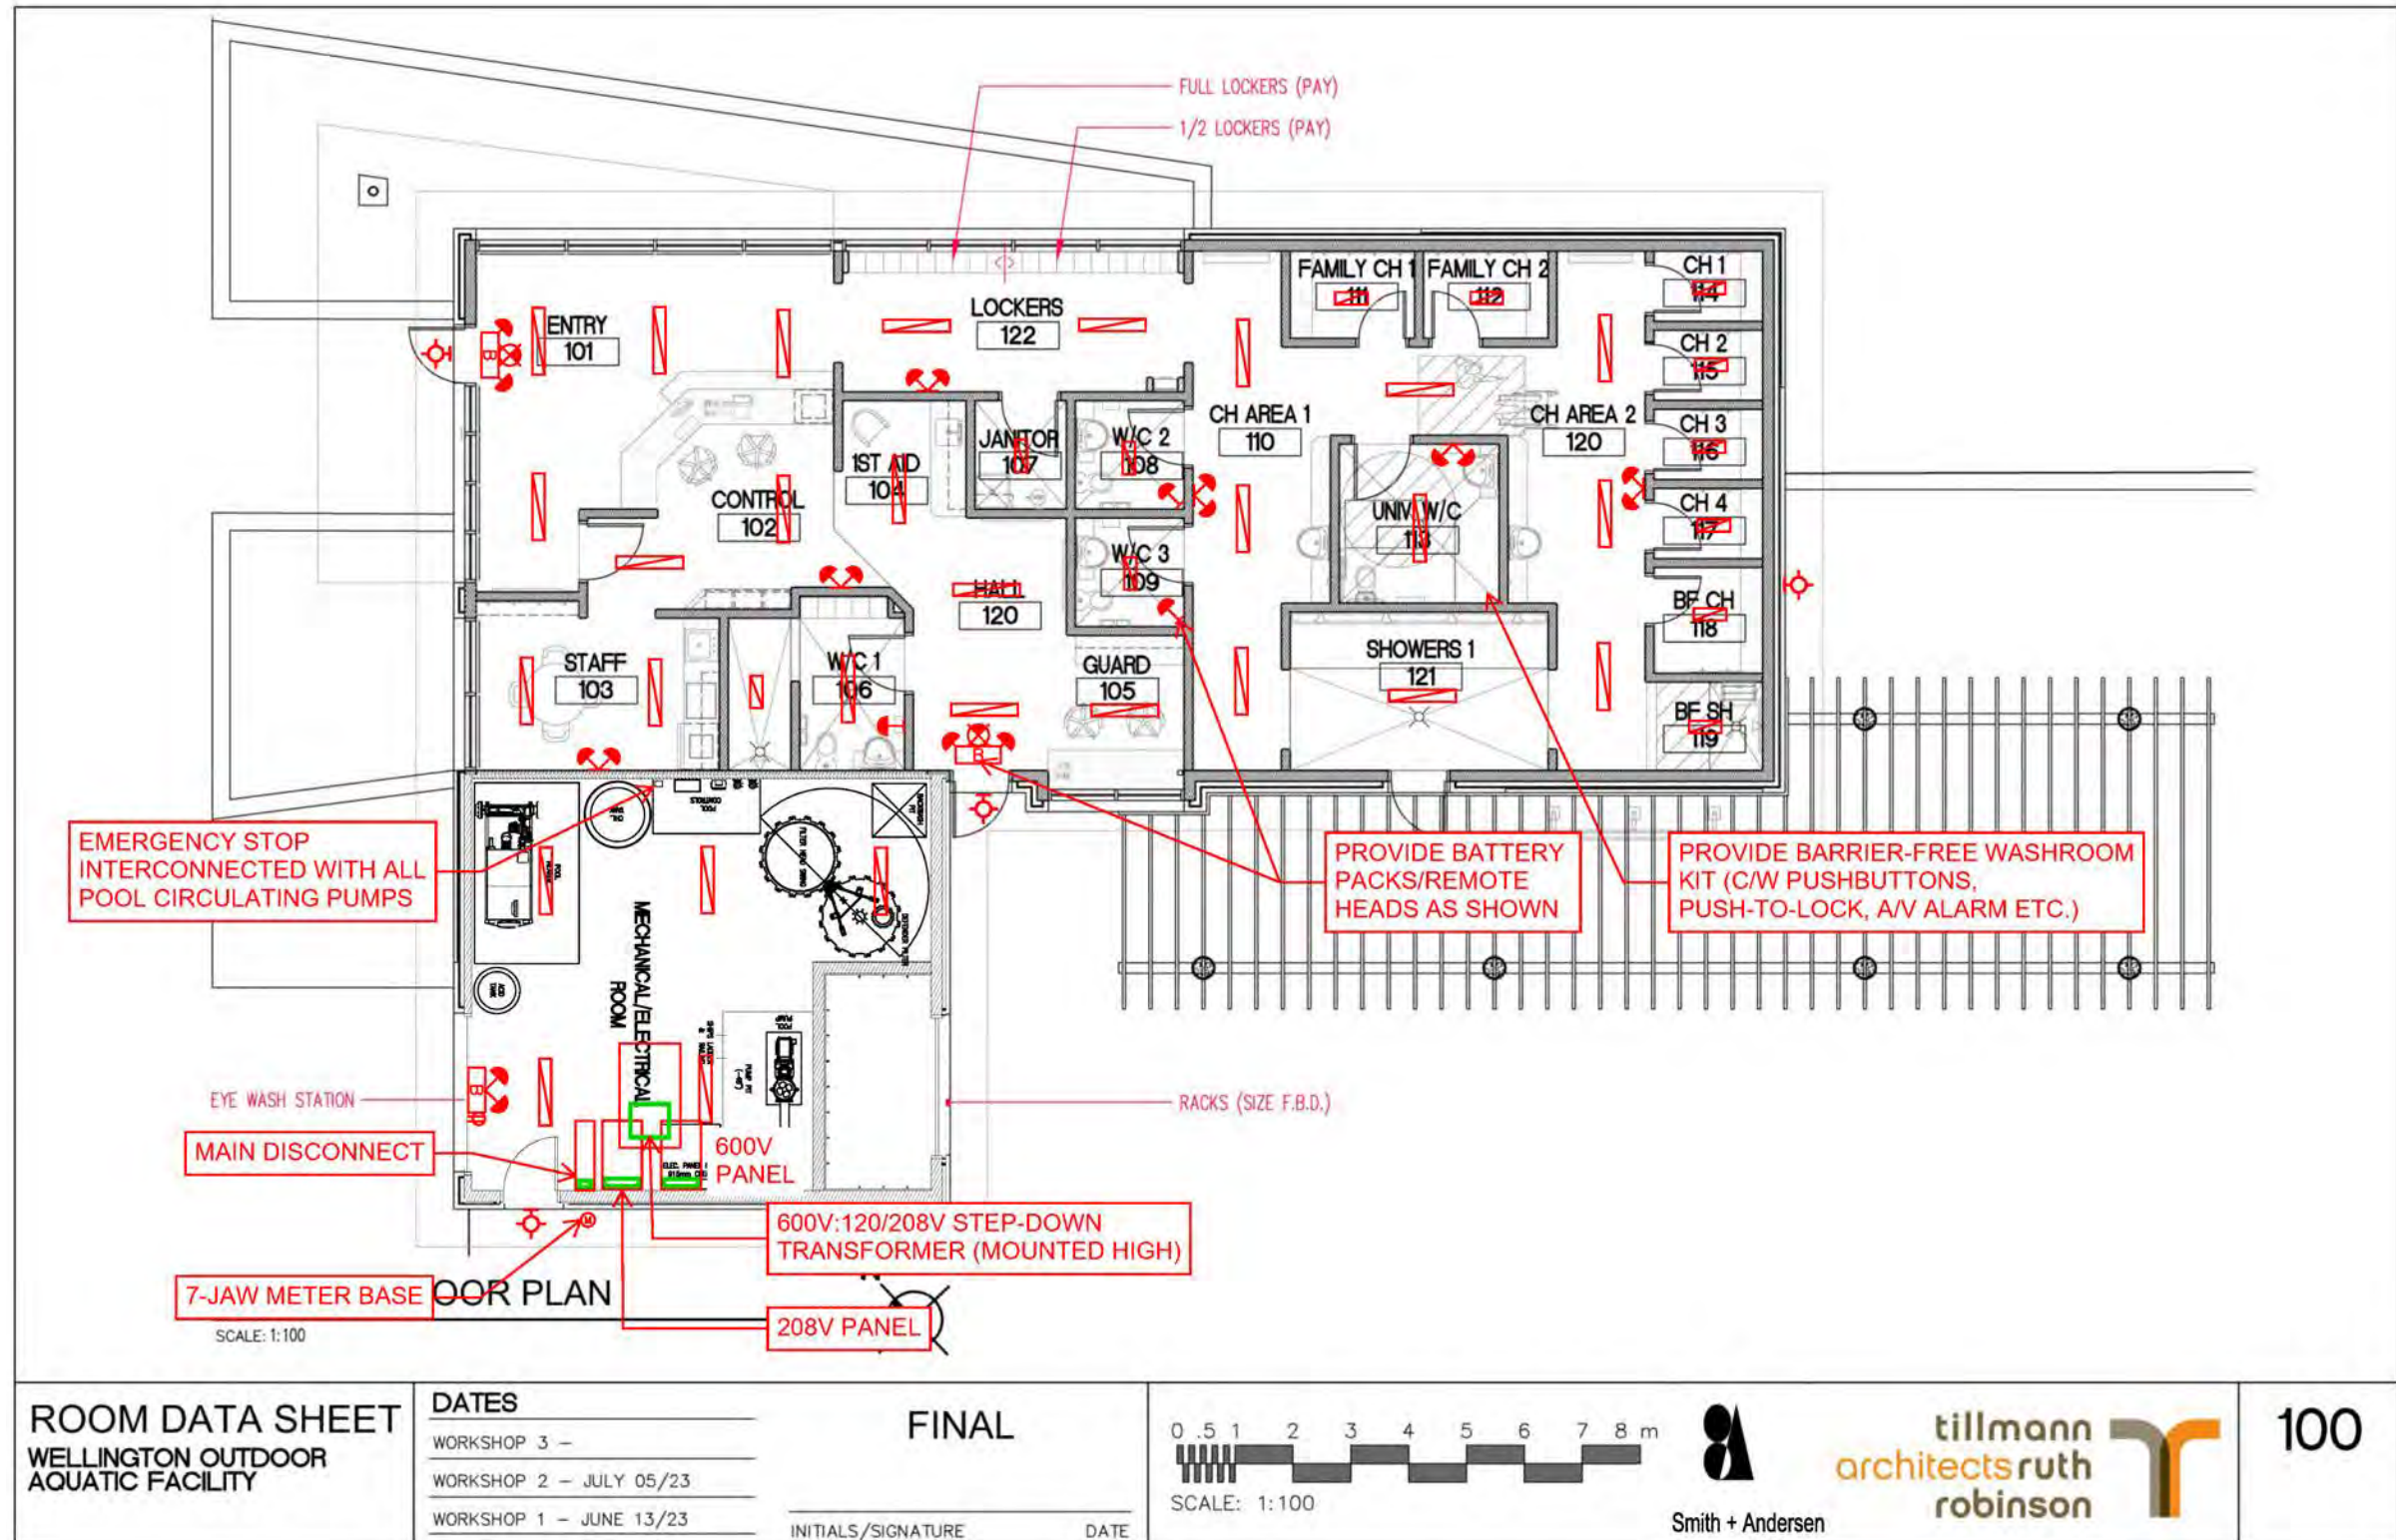 FULL LOCKERS (PAY)
1/2 LOCKERS (PAY)
FAMILY CH 1
111
FAMILY CH 2
112
CH 1
114
ENTRY
101
LOCKERS
122
CH 2
115
B
CH AREA 1
110
CH AREA 2
120
CH 3
116
JANITOR
107
W/C 2
108
1ST AID
104
CONTROL
102
UNIV. W/C
113
CH 4
117
W/C 3
109
HALL
120
BF CH
118
STAFF
103
W/C 1
106
GUARD
105
SHOWERS 1
121
BF SH
119
B
POOL
CONTROLS
EMERGENCY STOP
INTERCONNECTED WITH ALL
POOL CIRCULATING PUMPS
PROVIDE BATTERY
PACKS/REMOTE
HEADS AS SHOWN
PROVIDE BARRIER-FREE WASHROOM
KIT (C/W PUSHBUTTONS,
PUSH-TO-LOCK, A/V ALARM ETC.)
MECHANICAL/ELECTRICAL
ROOM
ACID
TANK
POOL
PUMP
B
EYE WASH STATION
RACKS (SIZE F.B.D.)
MAIN DISCONNECT
600V
PANEL
M
600V:120/208V STEP-DOWN
TRANSFORMER (MOUNTED HIGH)
7-JAW METER BASE
OOR PLAN
208V PANEL
SCALE: 1:100
ROOM DATA SHEET
WELLINGTON OUTDOOR
AQUATIC FACILITY
DATES
WORKSHOP 3 –
WORKSHOP 2 – JULY 05/23
WORKSHOP 1 – JUNE 13/23
FINAL
INITIALS/SIGNATURE DATE
0 .5 1 2 3 4 5 6 7 8 m
SCALE: 1:100
Smith + Andersen
tillmann
architects ruth
robinson
100